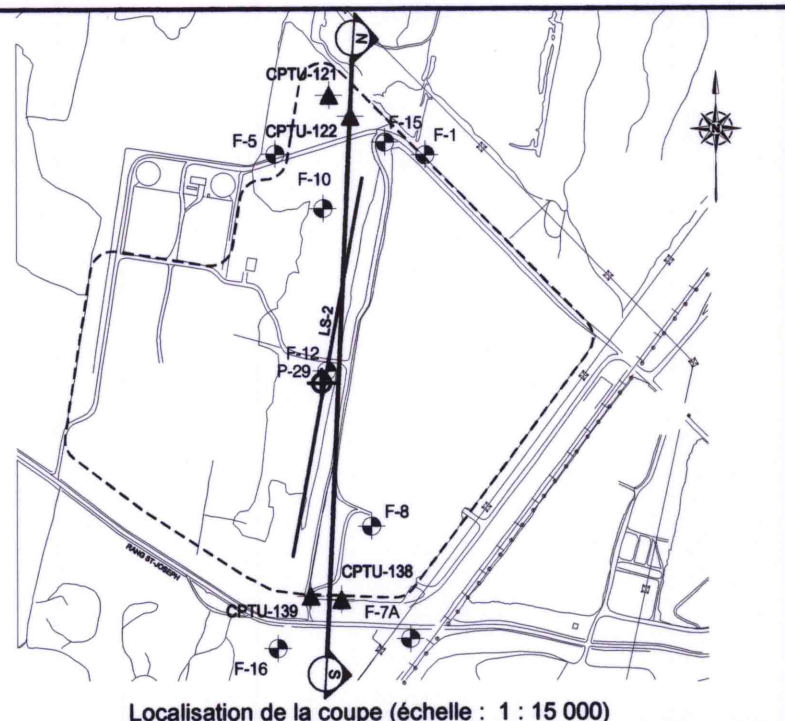 N
CPTU-121
CPTU-122
F-15
F-5
F-1
N
F-10
LS-2
F-12
P-29
F-8
RANG ST-JOSEPH
CPTU-138
CPTU-139
F-7A
F-16
S
Localisation de la coupe (échelle : 1 : 15 000)